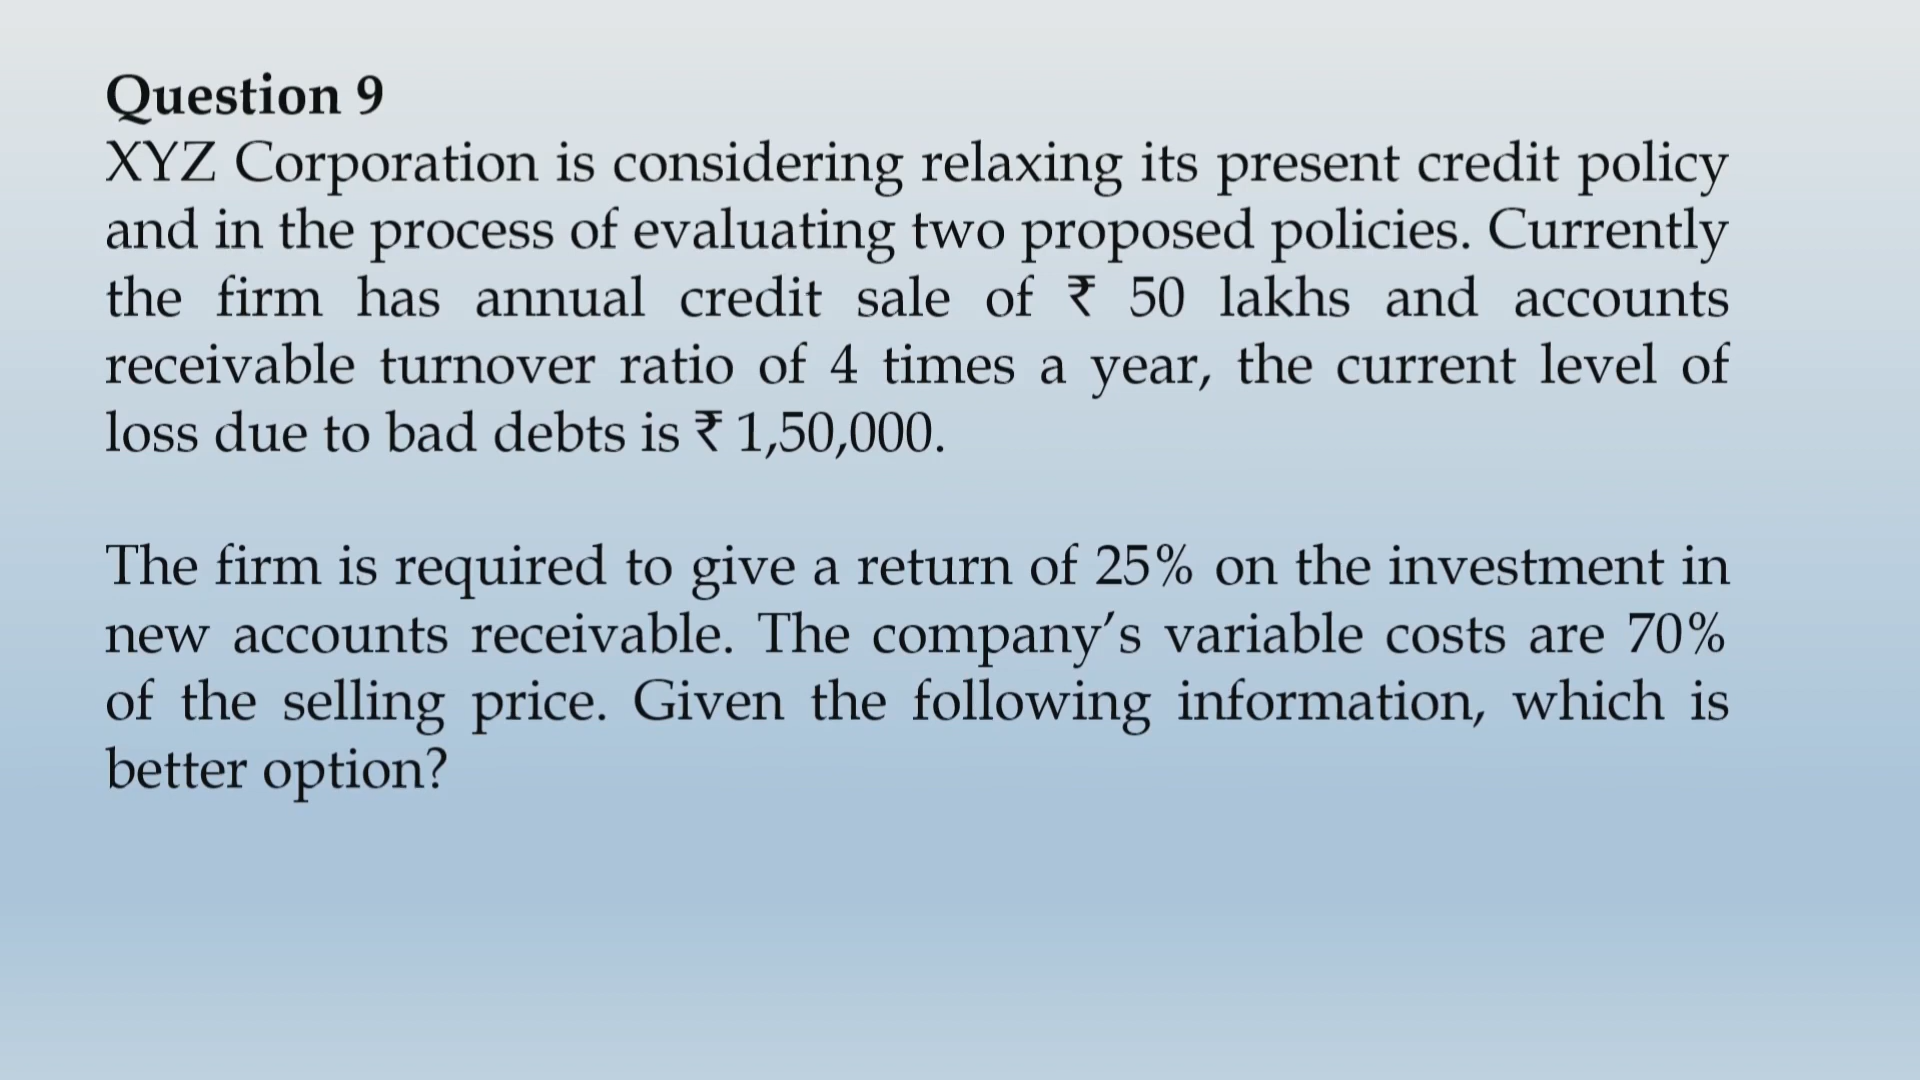 Question 9
XYZ Corporation is considering relaxing its present credit policy
and in the process of evaluating two proposed policies. Currently
the firm has annual credit sale of ₹ 50 lakhs and accounts
receivable turnover ratio of 4 times a year, the current level of
loss due to bad debts is ₹ 1,50,000.
The firm is required to give a return of 25% on the investment in
new accounts receivable. The company’s variable costs are 70%
of the selling price. Given the following information, which is
better option?